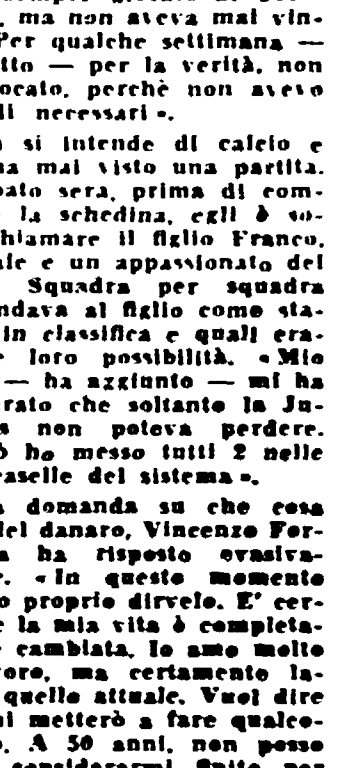 , ma non aveva mai vin-
Per qualche settimana —
tto — per la verità, non
ocato, perchè non avevo
li necessari ».
si intende di calcio e
na mai visto una partita.
bato sera, prima di com-
la schedina, egli è so-
hiamare il figlio Franco,
ale e un appassionato del
Squadra per squadra
ndava al figlio come sta-
in classifica e quali era-
loro possibilità. « Mio
— ha aggiunto — mi ha
rato che soltanto la Ju-
s non poteva perdere.
ò ho messo tutti 2 nelle
caselle del sistema ».
domanda su che cosa
del danaro, Vincenzo Fer-
a ha risposto evasiva-
e. « In questo momento
o proprio dirvelo. E' cer-
e la mia vita è completa-
cambiata. Io amo molto
voro, ma certamente la-
quello attuale. Vuol dire
mi metterò a fare qualco-
o. A 50 anni, non posso
considerarmi finito per